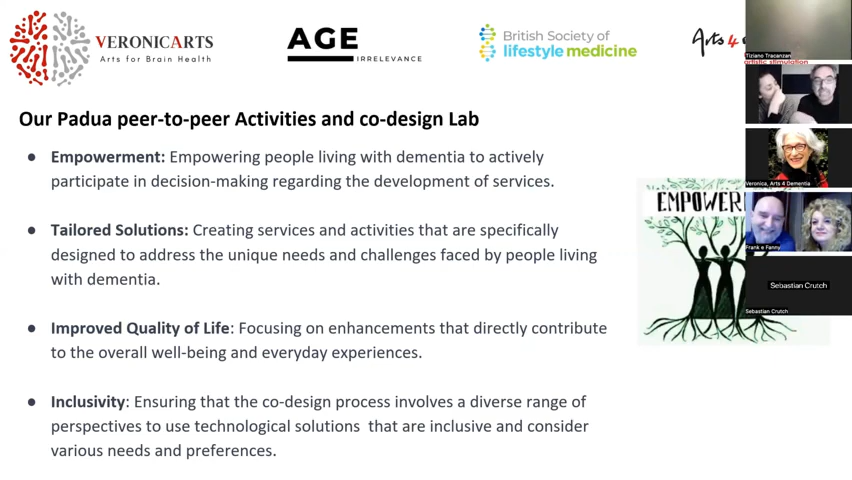 VERONICARTS
Arts for Brain Health
AGE
IRRELEVANCE
British Society of
lifestyle medicine
Arts 4
artistic stimulation
Tiziano Tracanzan
Our Padua peer-to-peer Activities and co-design Lab
● Empowerment: Empowering people living with dementia to actively
participate in decision-making regarding the development of services.
● Tailored Solutions: Creating services and activities that are specifically
designed to address the unique needs and challenges faced by people living
with dementia.
● Improved Quality of Life: Focusing on enhancements that directly contribute
to the overall well-being and everyday experiences.
● Inclusivity: Ensuring that the co-design process involves a diverse range of
perspectives to use technological solutions that are inclusive and consider
various needs and preferences.
EMPOWER
Veronica, Arts 4 Dementia
Frank e Fanny
Sebastian Crutch
Sebastian Crutch